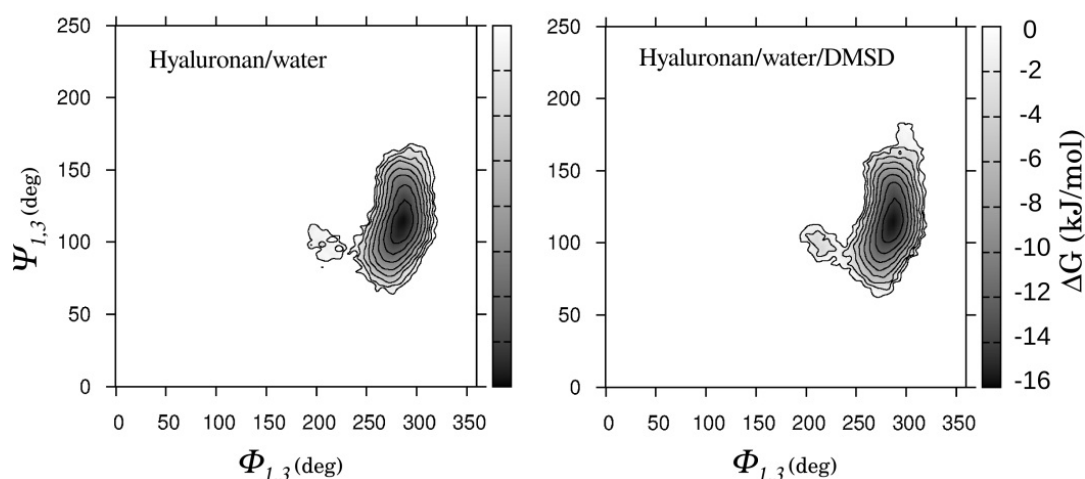 250
200
150
100
50
0
Hyaluronan/water
Ψ1,3 (deg)
0 50 100 150 200 250 300 350
Φ1,3 (deg)
250
200
150
100
50
0
Hyaluronan/water/DMSD
0 50 100 150 200 250 300 350
Φ1,3 (deg)
0
-2
-4
-6
-8
-10
-12
-14
-16
ΔG (kJ/mol)